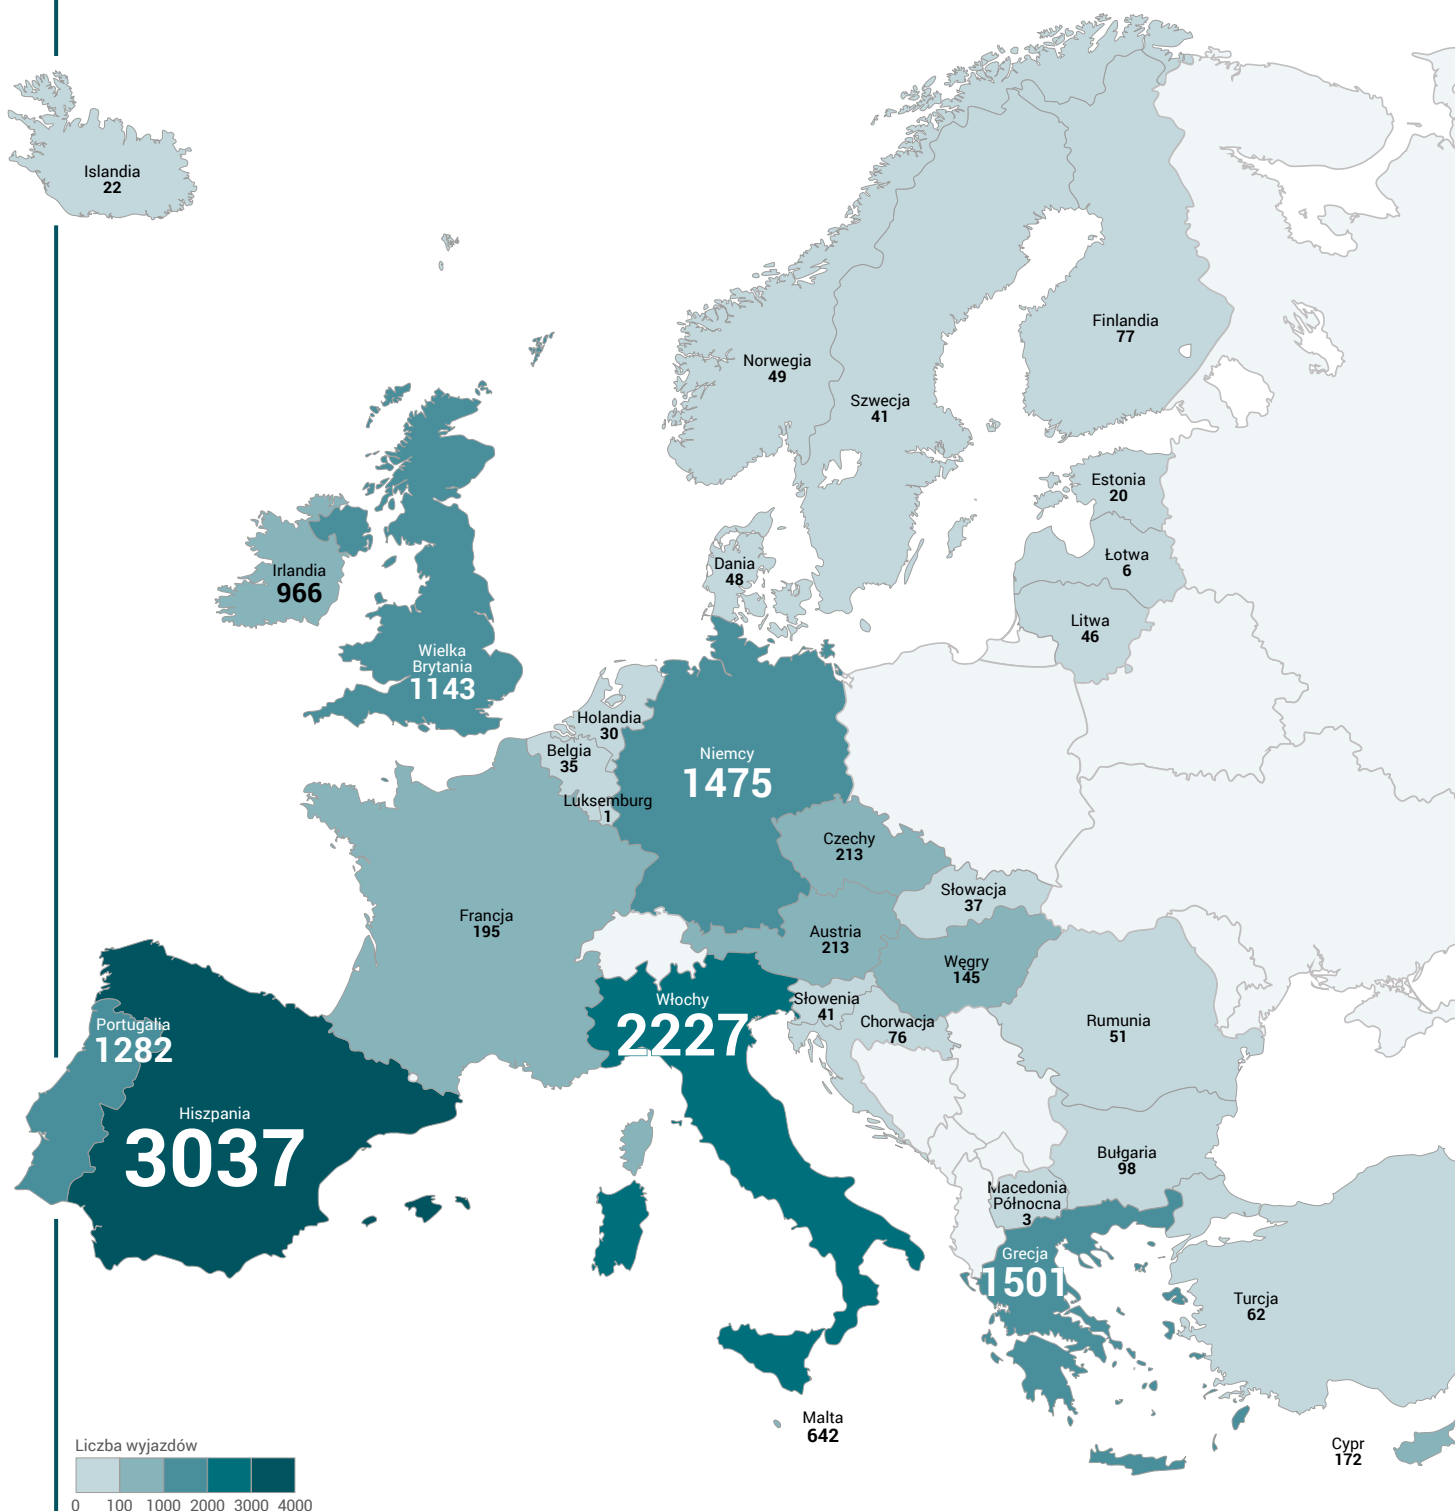 Islandia
22
Finlandia
77
Norwegia
49
Szwecja
41
Estonia
20
Łotwa
6
Litwa
46
Dania
48
Irlandia
966
Wielka
Brytania
1143
Holandia
30
Belgia
35
Luksemburg
1
Niemcy
1475
Czechy
213
Słowacja
37
Francja
195
Austria
213
Węgry
145
Włochy
2227
Słowenia
41
Chorwacja
76
Rumunia
51
Portugalia
1282
Hiszpania
3037
Bułgaria
98
Macedonia
Północna
3
Grecja
1501
Turcja
62
Malta
642
Cypr
172
Liczba wyjazdów
0 100 1000 2000 3000 4000